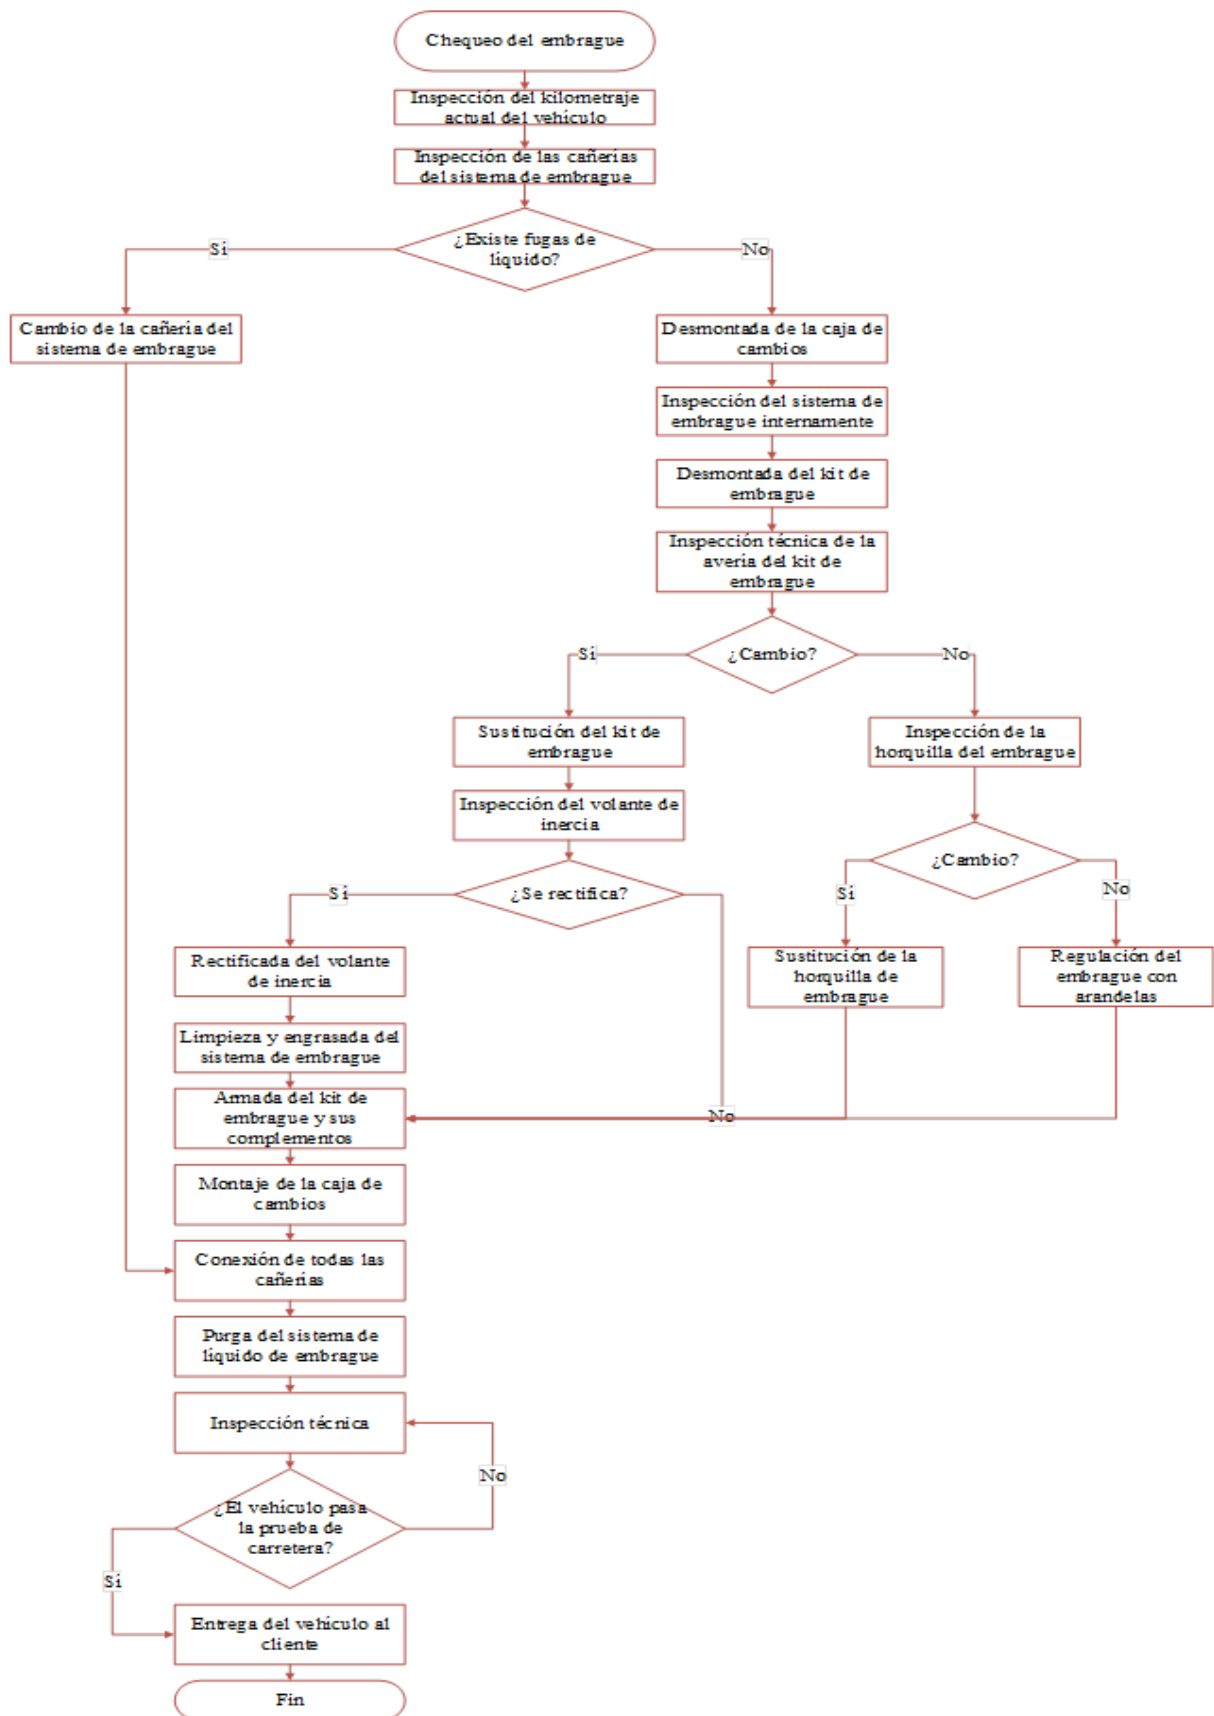 Chequeo del embrague
Inspección del kilometraje
actual del vehículo
Inspección de las cañerías
del sistema de embrague
¿Existe fugas de
líquido?
Sí
No
Cambio de la cañería del
sistema de embrague
Desmontada de la caja de
cambios
Inspección del sistema de
embrague internamente
Desmontada del kit de
embrague
Inspección técnica de la
avería del kit de
embrague
¿Cambio?
Sí
No
Sustitución del kit de
embrague
Inspección de la
horquilla del embrague
Inspección del volante de
inercia
¿Cambio?
¿Se rectifica?
Sí
Sí
No
Rectificada del volante
de inercia
Sustitución de la
horquilla de
embrague
Regulación del
embrague con
arandelas
Limpieza y engrasada del
sistema de embrague
Armada del kit de
embrague y sus
complementos
No
Montaje de la caja de
cambios
Conexión de todas las
cañerías
Purga del sistema de
líquido de embrague
Inspección técnica
No
¿El vehículo pasa
la prueba de
carretera?
Sí
Entrega del vehículo al
cliente
Fin